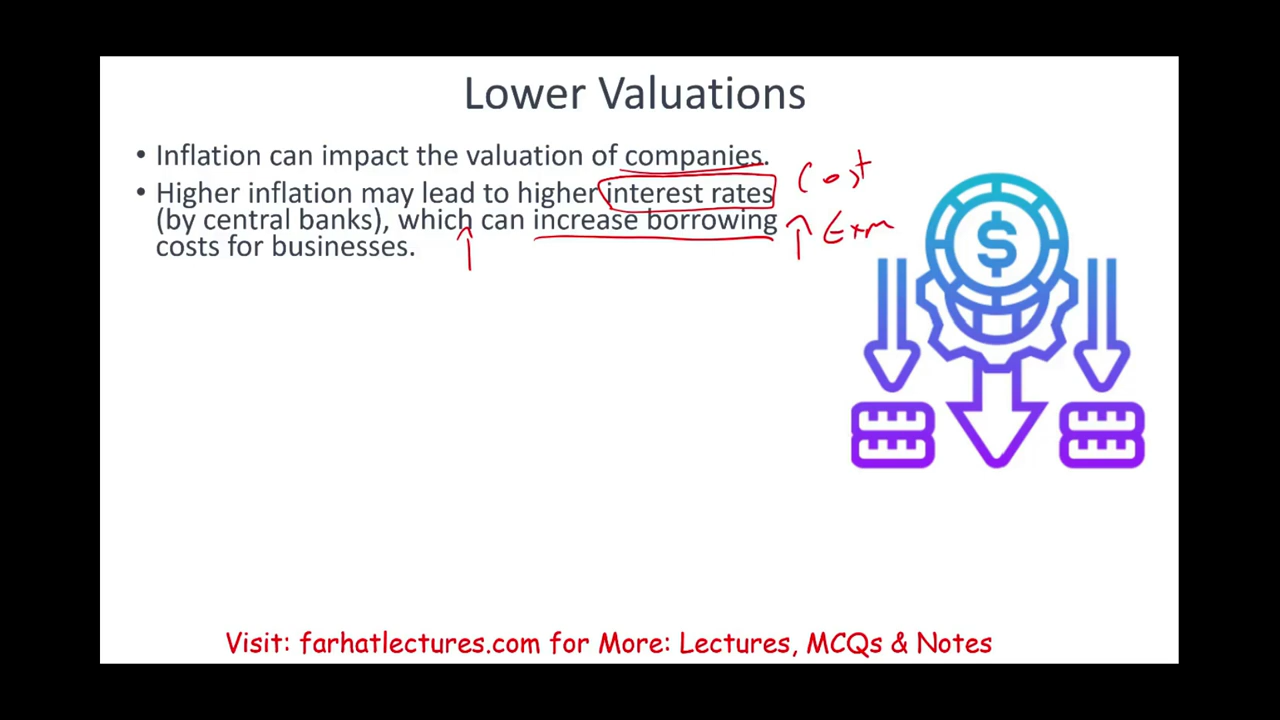 Lower Valuations
• Inflation can impact the valuation of companies.
• Higher inflation may lead to higher interest rates
(by central banks), which can increase borrowing
costs for businesses.
Cost
$
Visit: farhatlectures.com for More: Lectures, MCQs & Notes